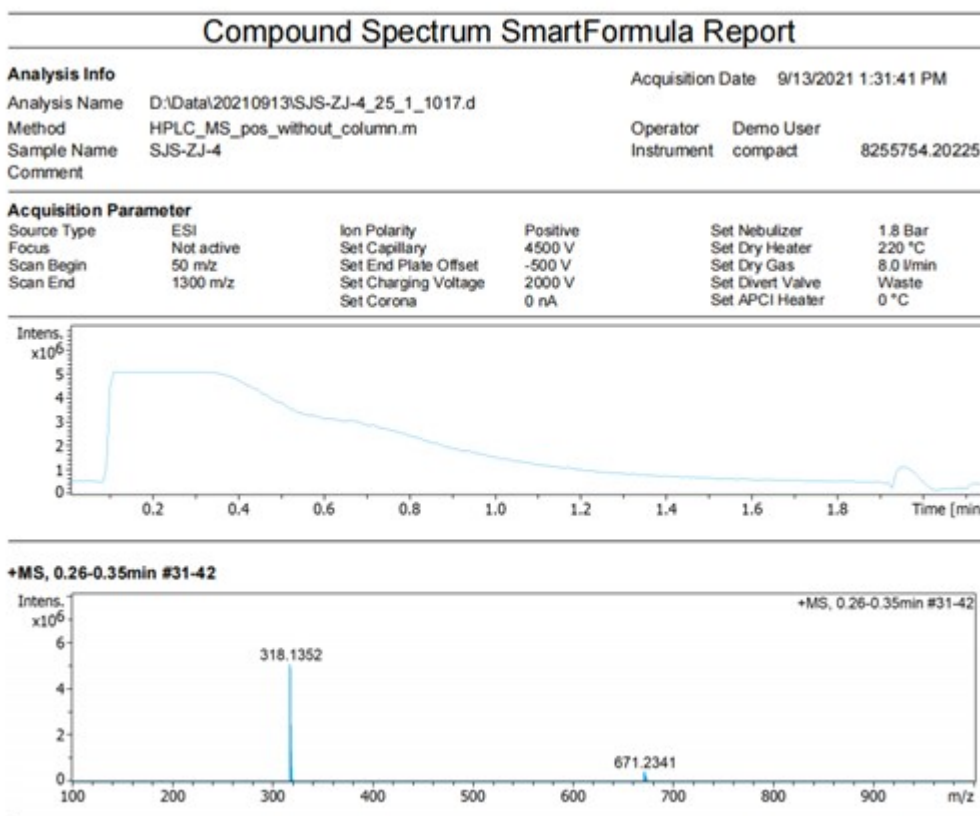 Compound Spectrum SmartFormula Report
Analysis Info
Acquisition Date 9/13/2021 1:31:41 PM
Analysis Name D:\Data\20210913\SJS-ZJ-4_25_1_1017.d
Method HPLC_MS_pos_without_column.m
Operator Demo User
Sample Name SJS-ZJ-4
Instrument compact 8255754.20225
Comment
Acquisition Parameter
Source Type ESI Ion Polarity Positive Set Nebulizer 1.8 Bar
Focus Not active Set Capillary 4500 V Set Dry Heater 220 °C
Scan Begin 50 m/z Set End Plate Offset -500 V Set Dry Gas 8.0 l/min
Scan End 1300 m/z Set Charging Voltage 2000 V Set Divert Valve Waste
Set Corona 0 nA Set APCI Heater 0 °C
Intens.
x10⁶
5
4
3
2
1
0
0.2 0.4 0.6 0.8 1.0 1.2 1.4 1.6 1.8 Time [min
+MS, 0.26-0.35min #31-42
Intens.
x10⁶
+MS, 0.26-0.35min #31-42
6
318.1352
4
2
671.2341
0
100 200 300 400 500 600 700 800 900 m/z